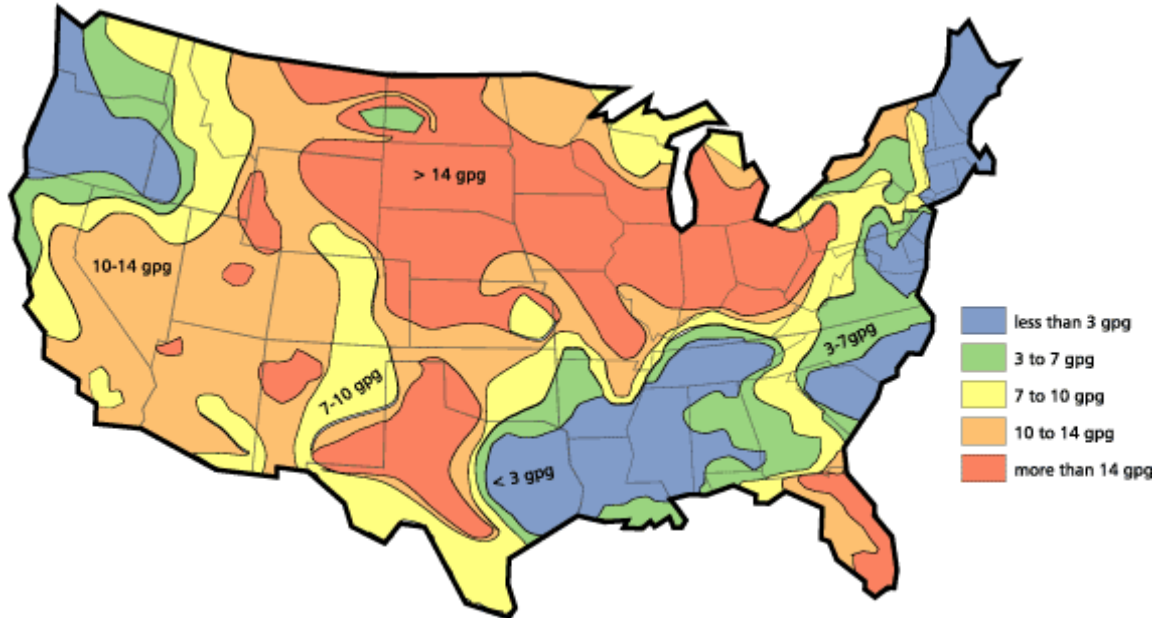 > 14 gpg
10-14 gpg
7-10 gpg
3-7gpg
< 3 gpg
less than 3 gpg
3 to 7 gpg
7 to 10 gpg
10 to 14 gpg
more than 14 gpg